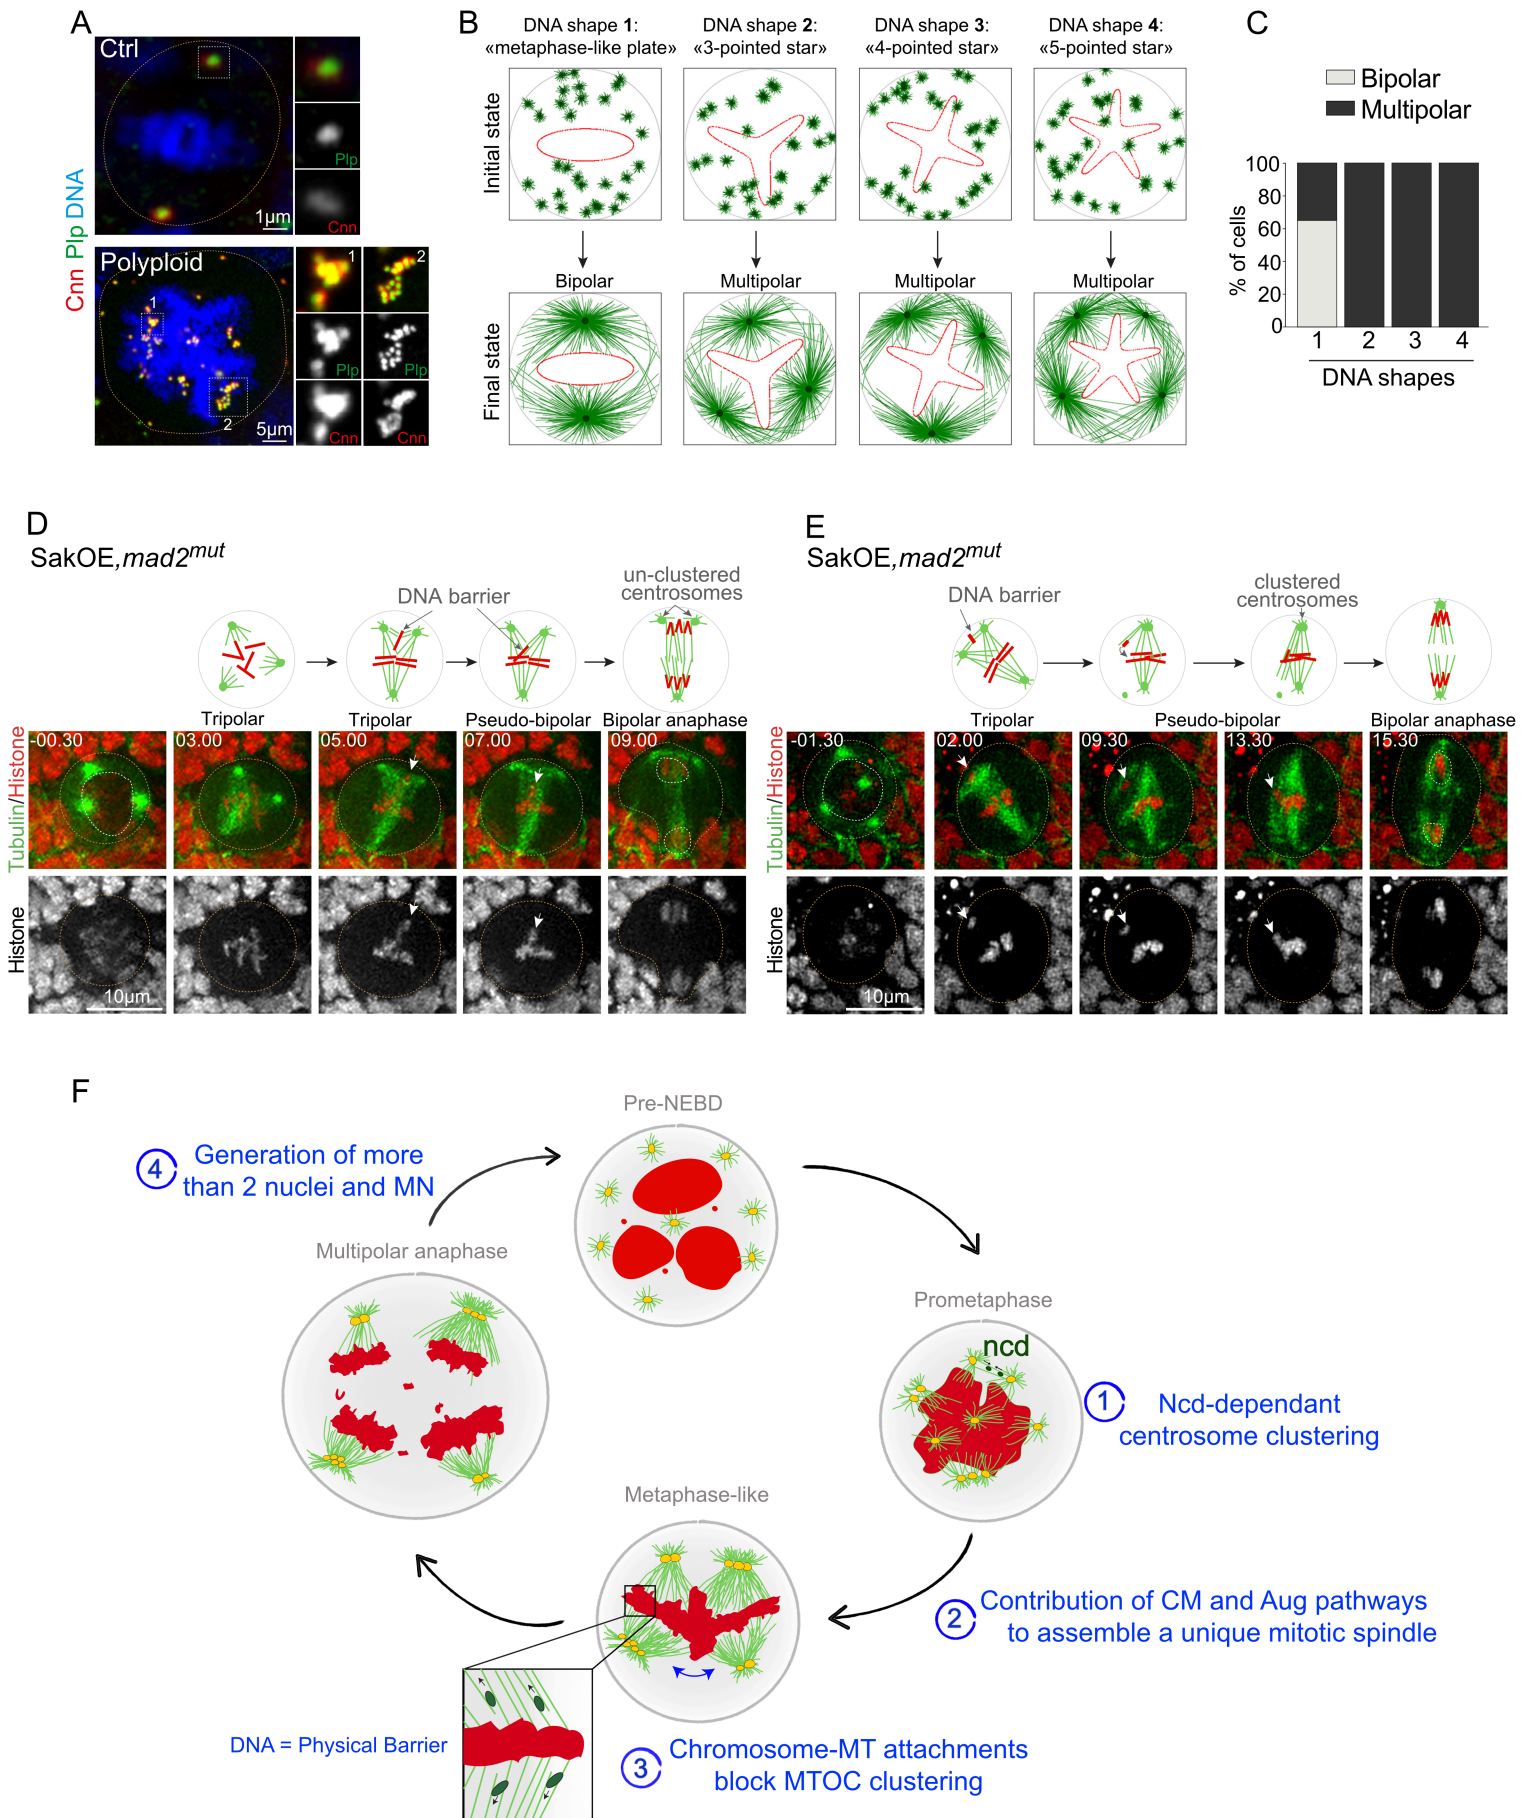 A
Ctrl
Plp
Cnn
1µm
Cnn Plp DNA
Polyploid
1
2
1
2
Plp
Plp
Cnn
Cnn
5µm
B
DNA shape 1:
«metaphase-like plate»
DNA shape 2:
«3-pointed star»
DNA shape 3:
«4-pointed star»
DNA shape 4:
«5-pointed star»
Initial state
Bipolar
Multipolar
Multipolar
Multipolar
Final state
C
Bipolar
Multipolar
% of cells
100
80
60
40
20
0
1
2
3
4
DNA shapes
D
SakOE,mad2mut
DNA barrier
un-clustered
centrosomes
Tripolar
Tripolar
Pseudo-bipolar
Bipolar anaphase
Tubulin/Histone
-00.30
03.00
05.00
07.00
09.00
Histone
10µm
E
SakOE,mad2mut
DNA barrier
clustered
centrosomes
Tripolar
Pseudo-bipolar
Bipolar anaphase
Tubulin/Histone
-01.30
02.00
09.30
13.30
15.30
Histone
10µm
F
Pre-NEBD
4
Generation of more
than 2 nuclei and MN
Multipolar anaphase
Prometaphase
ncd
1
Ncd-dependant
centrosome clustering
Metaphase-like
2
Contribution of CM and Aug pathways
to assemble a unique mitotic spindle
DNA = Physical Barrier
3
Chromosome-MT attachments
block MTOC clustering